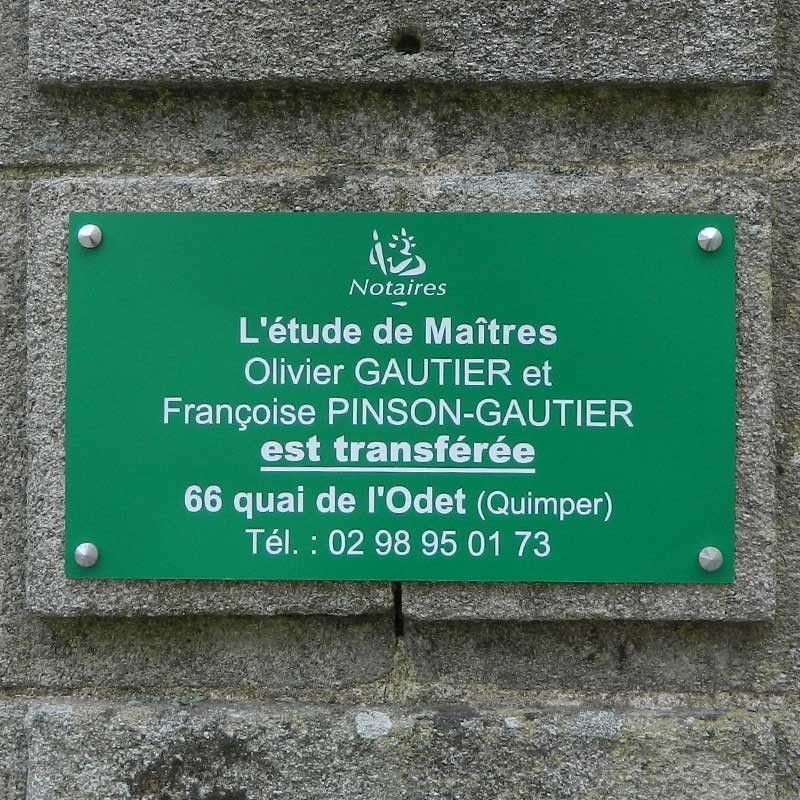 Notaires
L'étude de Maîtres
Olivier GAUTIER et
Françoise PINSON-GAUTIER
est transférée
66 quai de l'Odet (Quimper)
Tél. : 02 98 95 01 73